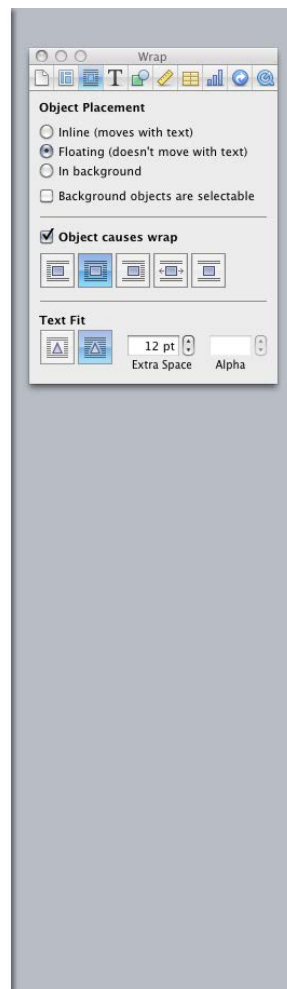 Wrap
T
Object Placement
Inline (moves with text)
Floating (doesn't move with text)
In background
Background objects are selectable
Object causes wrap
Text Fit
12 pt
Extra Space Alpha